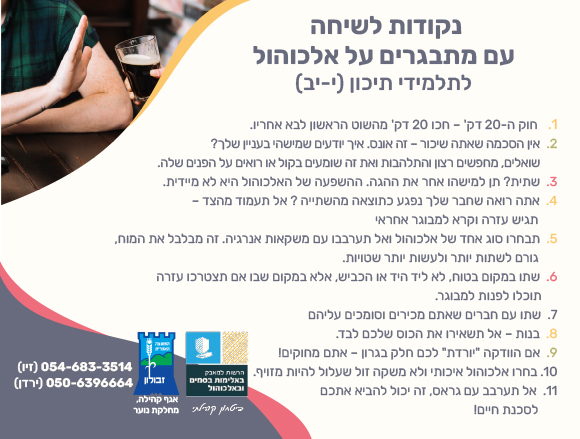 נקודות לשיחה
עם מתבגרים על אלכוהול
לתלמידי תיכון (י-יב)
1. חוק ה-20 דק' – חכו 20 דק' מהשוט הראשון לבא אחריו.
2. אין הסכמה שאתה שיכור – זה אונס. איך יודעים שמישהי בעניין שלך?
שואלים, מחפשים רצון והתלהבות ואת זה שומעים בקול או רואים על הפנים שלה.
3. שתית? תן למישהו אחר את ההגה. ההשפעה של האלכוהול היא לא מיידית.
4. אתה רואה שחבר שלך נפגע כתוצאה מהשתייה ? אל תעמוד מהצד –
תגיש עזרה וקרא למבוגר אחראי
5. תבחרו סוג אחד של אלכוהול ואל תערבבו עם משקאות אנרגיה. זה מבלבל את המוח,
גורם לשתות יותר ולעשות יותר שטויות.
6. שתו במקום בטוח, לא ליד הים או הכביש, אלא במקום שבו אם תצטרכו עזרה
תוכלו לפנות למבוגר.
7. שתו עם חברים שאתם מכירים וסומכים עליהם
8. בנות – אל תשאירו את הכוס שלכם לבד.
9. אם הוודקה "יורדת" לכם חלק בגרון – אתם מחוקים!
10. בחרו אלכוהול איכותי ולא משקה זול שעלול להיות מזויף.
11. אל תערבב עם גראס, זה יכול להביא אתכם
לסכנת חיים!
054-683-3514 (זיו)
050-6396664 (ירדן)
זבולון
אגף קהילה,
מחלקת נוער
הרשות למאבק
באלימות בסמים
ובאלכוהול
ביטחון קהילתי